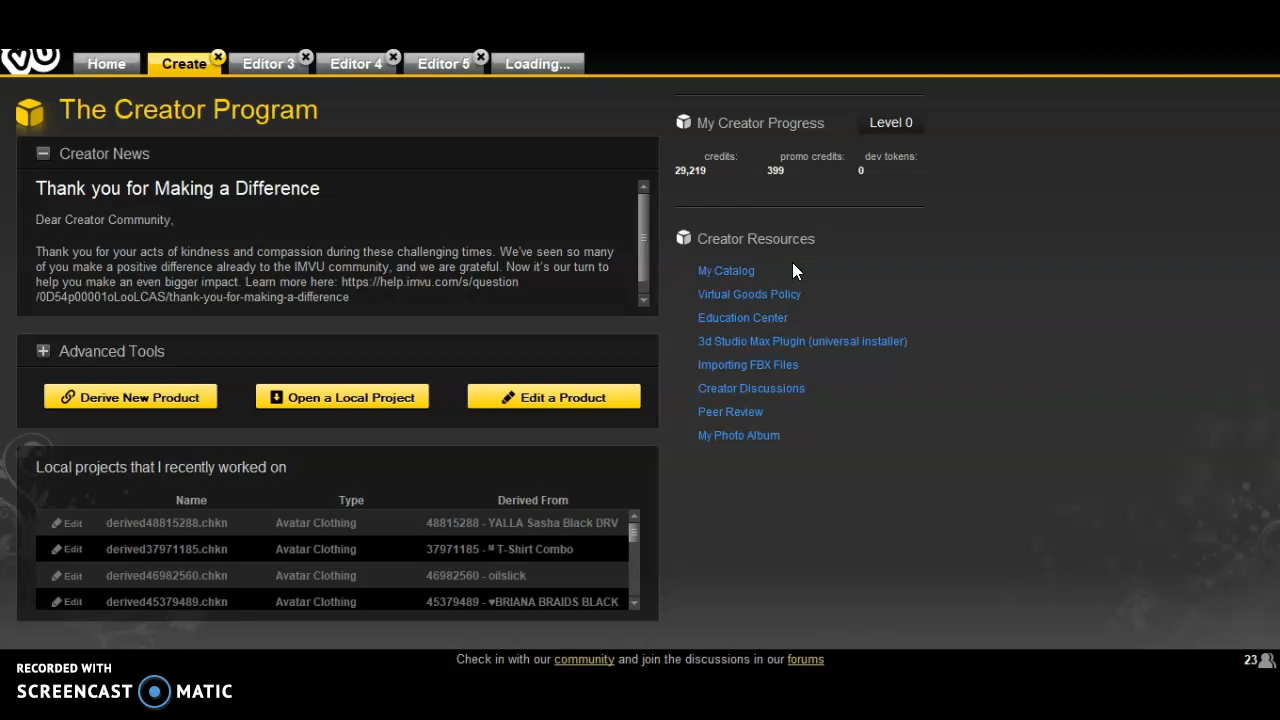 Home
Create
Editor 3
Editor 4
Editor 5
Loading...
The Creator Program
Creator News
Thank you for Making a Difference
Dear Creator Community,
Thank you for your acts of kindness and compassion during these challenging times. We've seen so many
of you make a positive difference already to the IMVU community, and we are grateful. Now it's our turn to
help you make an even bigger impact. Learn more here: https://help.imvu.com/s/question
/0D54p00001oLooLCAS/thank-you-for-making-a-difference
Advanced Tools
Derive New Product
Open a Local Project
Edit a Product
Local projects that I recently worked on
Name Type Derived From
Edit derived48815288.chkn Avatar Clothing 48815288 - YALLA Sasha Black DRV
Edit derived37971185.chkn Avatar Clothing 37971185 - T-Shirt Combo
Edit derived46982560.chkn Avatar Clothing 46982560 - oilslick
Edit derived45379489.chkn Avatar Clothing 45379489 - ♥BRIANA BRAIDS BLACK
My Creator Progress
Level 0
credits: promo credits: dev tokens:
29,219 399 0
Creator Resources
My Catalog
Virtual Goods Policy
Education Center
3d Studio Max Plugin (universal installer)
Importing FBX Files
Creator Discussions
Peer Review
My Photo Album
Check in with our community and join the discussions in our forums
23
RECORDED WITH
SCREENCAST MATIC